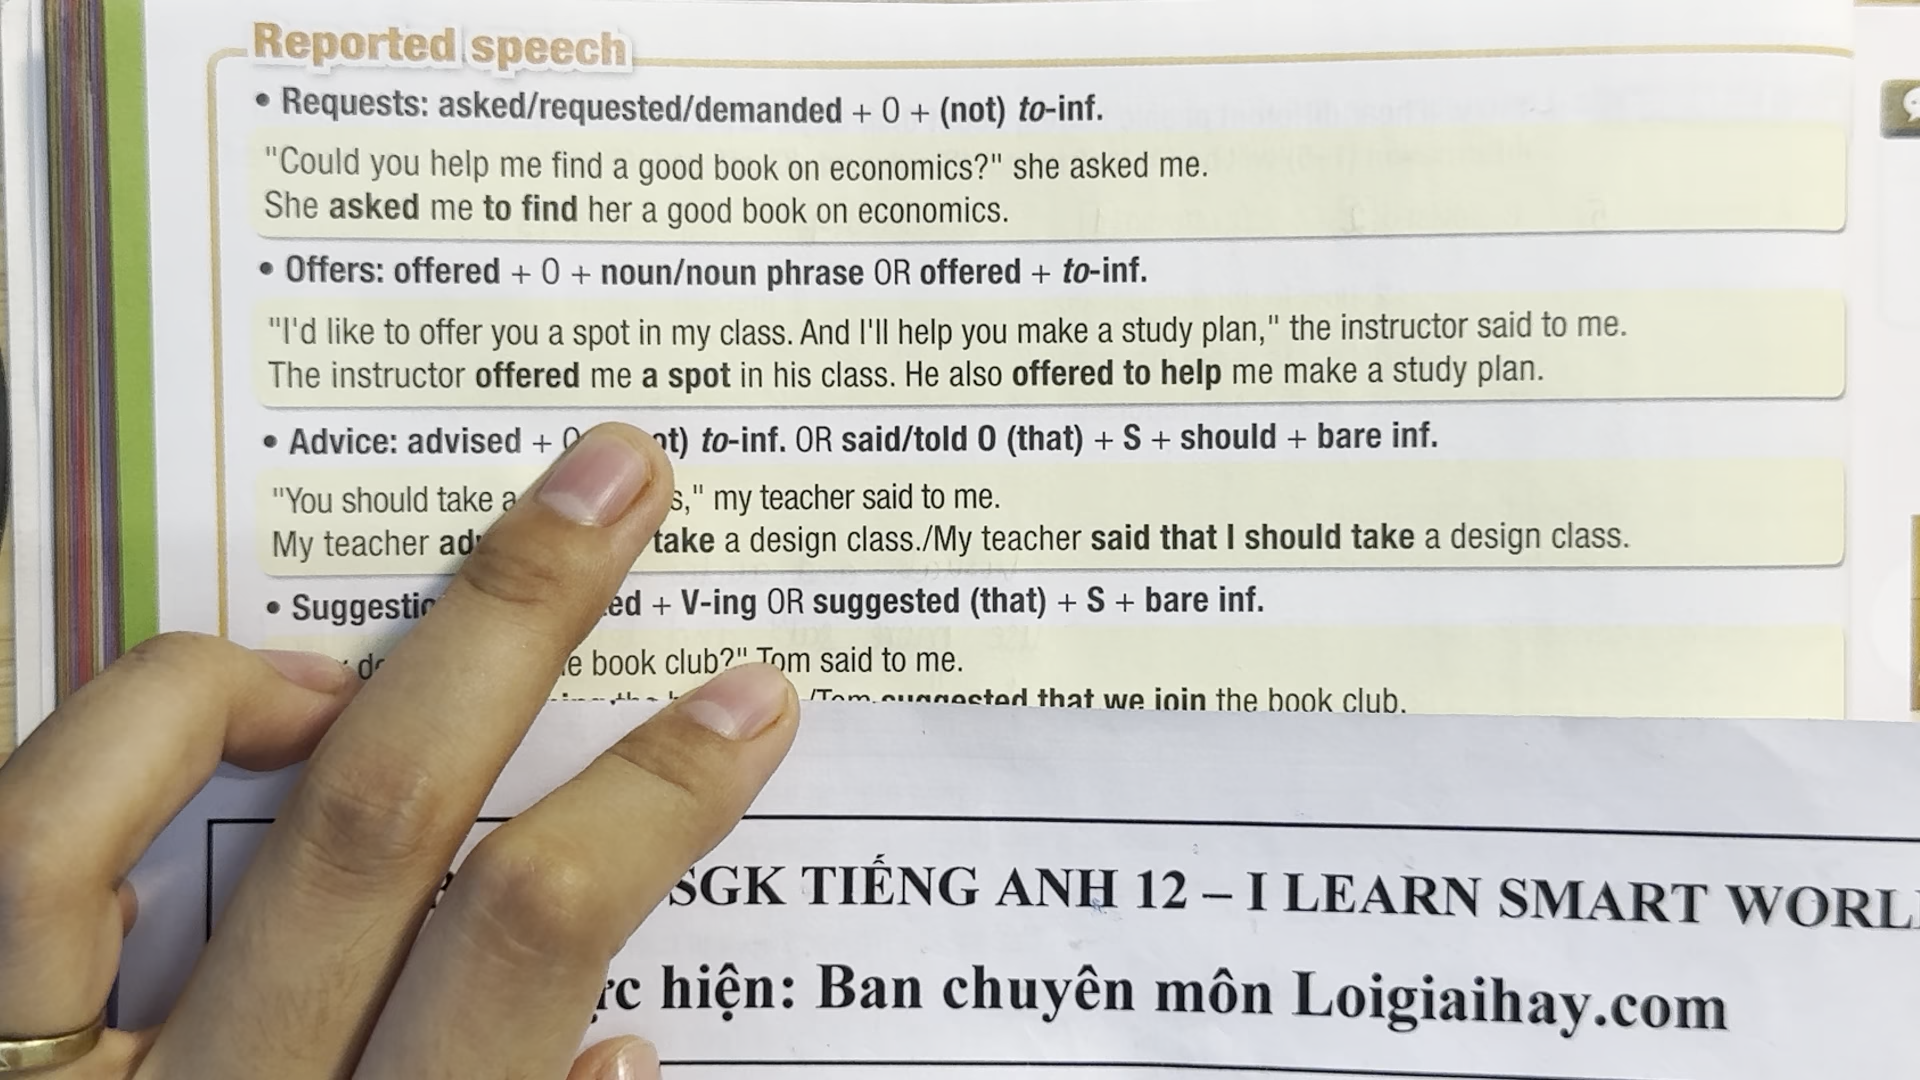 Reported speech
• Requests: asked/requested/demanded + O + (not) to-inf.
"Could you help me find a good book on economics?" she asked me.
She asked me to find her a good book on economics.
• Offers: offered + O + noun/noun phrase OR offered + to-inf.
"I'd like to offer you a spot in my class. And I'll help you make a study plan," the instructor said to me.
The instructor offered me a spot in his class. He also offered to help me make a study plan.
• Advice: advised + to-inf. OR said/told O (that) + S + should + bare inf.
"You should take my teacher said to me.
My teacher take a design class./My teacher said that I should take a design class.
• + V-ing OR suggested (that) + S + bare inf.
book club?" Tom said to me.
/Tom suggested that we join the book club.
SGK TIẾNG ANH 12 – I LEARN SMART
hiện: Ban chuyên môn Loigiaihay.com